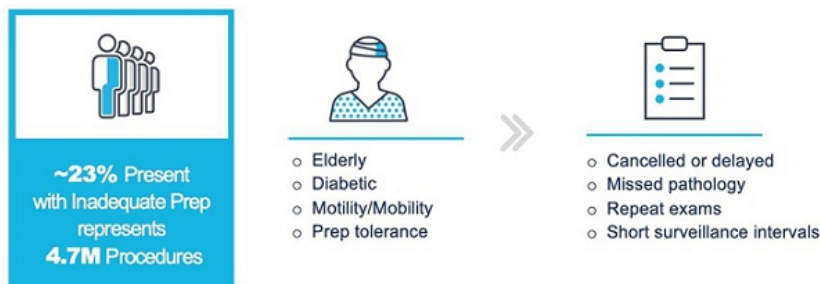 ~23% Present
with Inadequate Prep
represents
4.7M Procedures
Elderly
Diabetic
Motility/Mobility
Prep tolerance
Cancelled or delayed
Missed pathology
Repeat exams
Short surveillance intervals